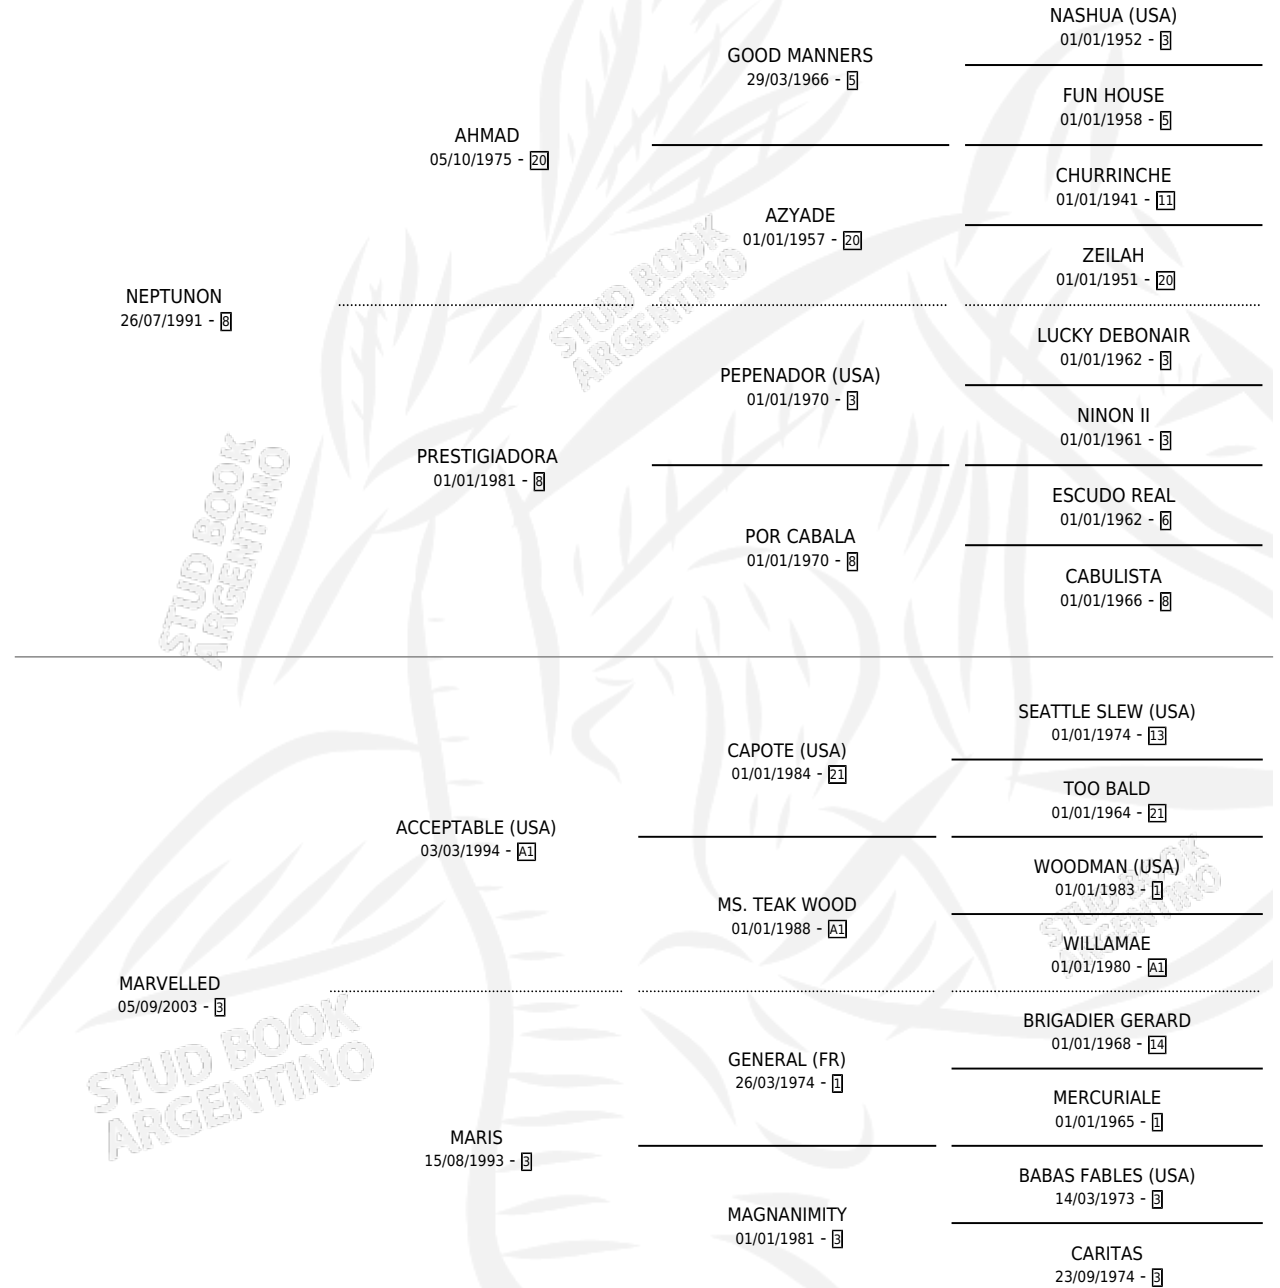 NASHUA (USA)
01/01/1952 - 3
GOOD MANNERS
29/03/1966 - 5
FUN HOUSE
01/01/1958 - 5
AHMAD
05/10/1975 - 20
CHURRINCHE
01/01/1941 - 11
AZYADE
01/01/1957 - 20
ZEILAH
01/01/1951 - 20
NEPTUNON
26/07/1991 - 8
STUD BOOK
ARGENTINO
LUCKY DEBONAIR
01/01/1962 - 3
PEPENADOR (USA)
01/01/1970 - 3
NINON II
01/01/1961 - 3
PRESTIGIADORA
01/01/1981 - 8
ESCUDO REAL
01/01/1962 - 6
POR CABALA
01/01/1970 - 8
CABULISTA
01/01/1966 - 8
STUD BOOK
ARGENTINO
SEATTLE SLEW (USA)
01/01/1974 - 13
CAPOTE (USA)
01/01/1984 - 21
TOO BALD
01/01/1964 - 21
ACCEPTABLE (USA)
03/03/1994 - A1
WOODMAN (USA)
01/01/1983 - 1
MS. TEAK WOOD
01/01/1988 - A1
WILLAMAE
01/01/1980 - A1
STUD BOOK
ARGENTINO
MARVELLED
05/09/2003 - 3
BRIGADIER GERARD
01/01/1968 - 14
GENERAL (FR)
26/03/1974 - 1
MERCURIALE
01/01/1965 - 1
STUD BOOK
ARGENTINO
MARIS
15/08/1993 - 3
BABAS FABLES (USA)
14/03/1973 - 3
MAGNANIMITY
01/01/1981 - 3
CARITAS
23/09/1974 - 3